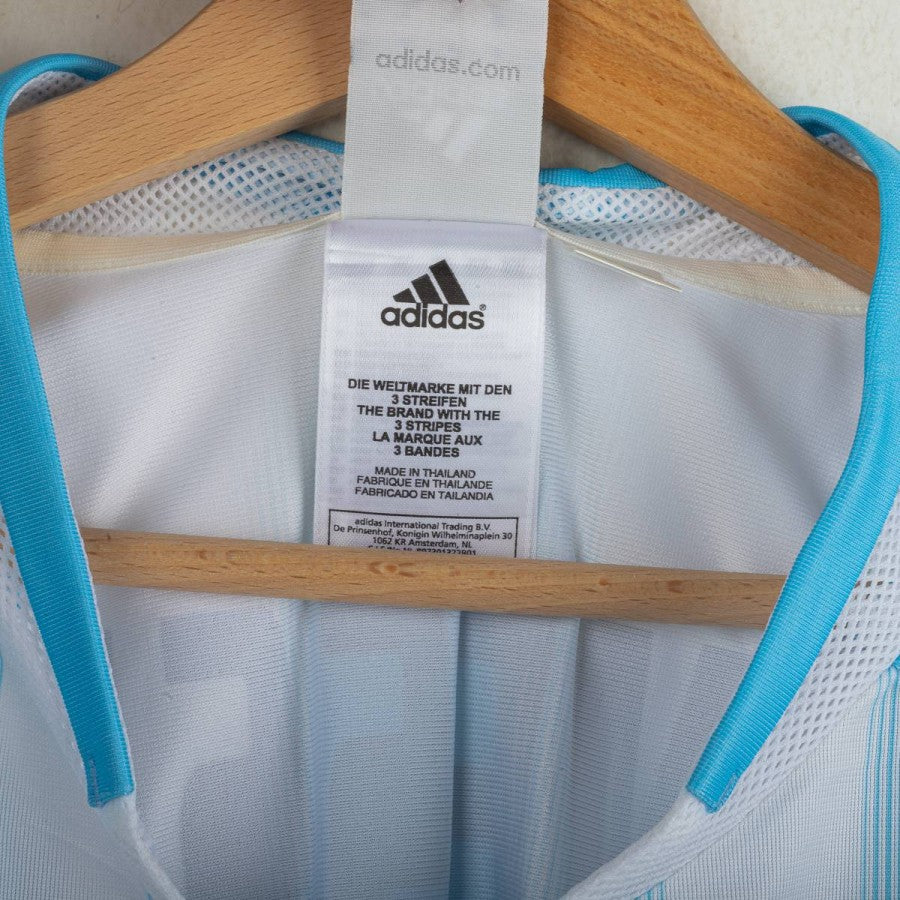 adidas.com
adidas®
DIE WELTMARKE MIT DEN
3 STREIFEN
THE BRAND WITH THE
3 STRIPES
LA MARQUE AUX
3 BANDES
MADE IN THAILAND
FABRIQUE EN THAILANDE
FABRICADO EN TAILANDIA
adidas International Trading B.V.
De Prinsenhof, Konigin Wilhelminaplein 30
1062 KR Amsterdam, NL